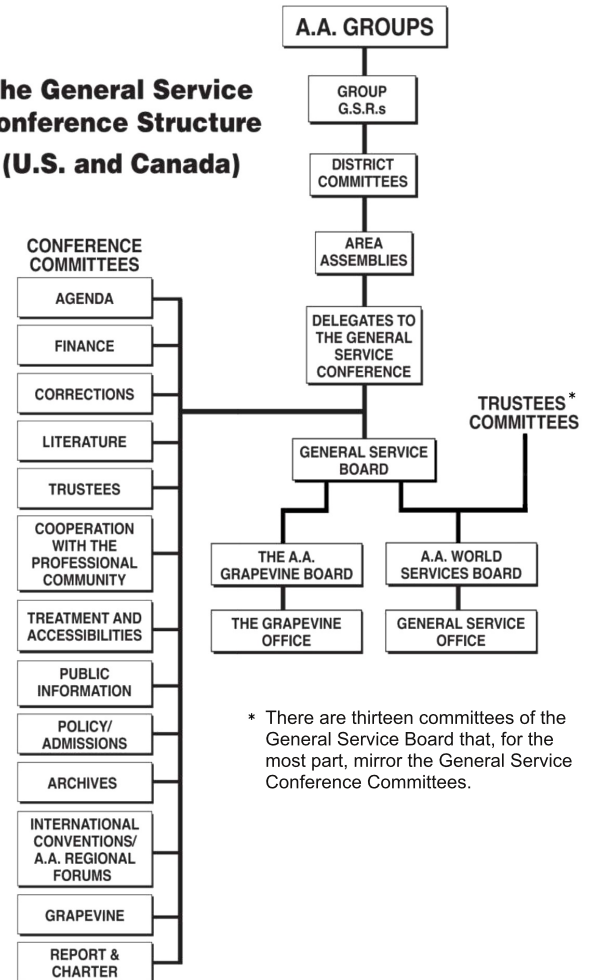 A.A. GROUPS
he General Service
onference Structure
(U.S. and Canada)
GROUP
G.S.R.s
DISTRICT
COMMITTEES
AREA
ASSEMBLIES
DELEGATES TO
THE GENERAL
SERVICE
CONFERENCE
CONFERENCE
COMMITTEES
AGENDA
FINANCE
CORRECTIONS
LITERATURE
TRUSTEES
COOPERATION
WITH THE
PROFESSIONAL
COMMUNITY
TREATMENT AND
ACCESSIBILITIES
PUBLIC
INFORMATION
POLICY/
ADMISSIONS
ARCHIVES
INTERNATIONAL
CONVENTIONS/
A.A. REGIONAL
FORUMS
GRAPEVINE
REPORT &
CHARTER
TRUSTEES*
COMMITTEES
GENERAL SERVICE
BOARD
THE A.A.
GRAPEVINE BOARD
A.A. WORLD
SERVICES BOARD
THE GRAPEVINE
OFFICE
GENERAL SERVICE
OFFICE
* There are thirteen committees of the
General Service Board that, for the
most part, mirror the General Service
Conference Committees.